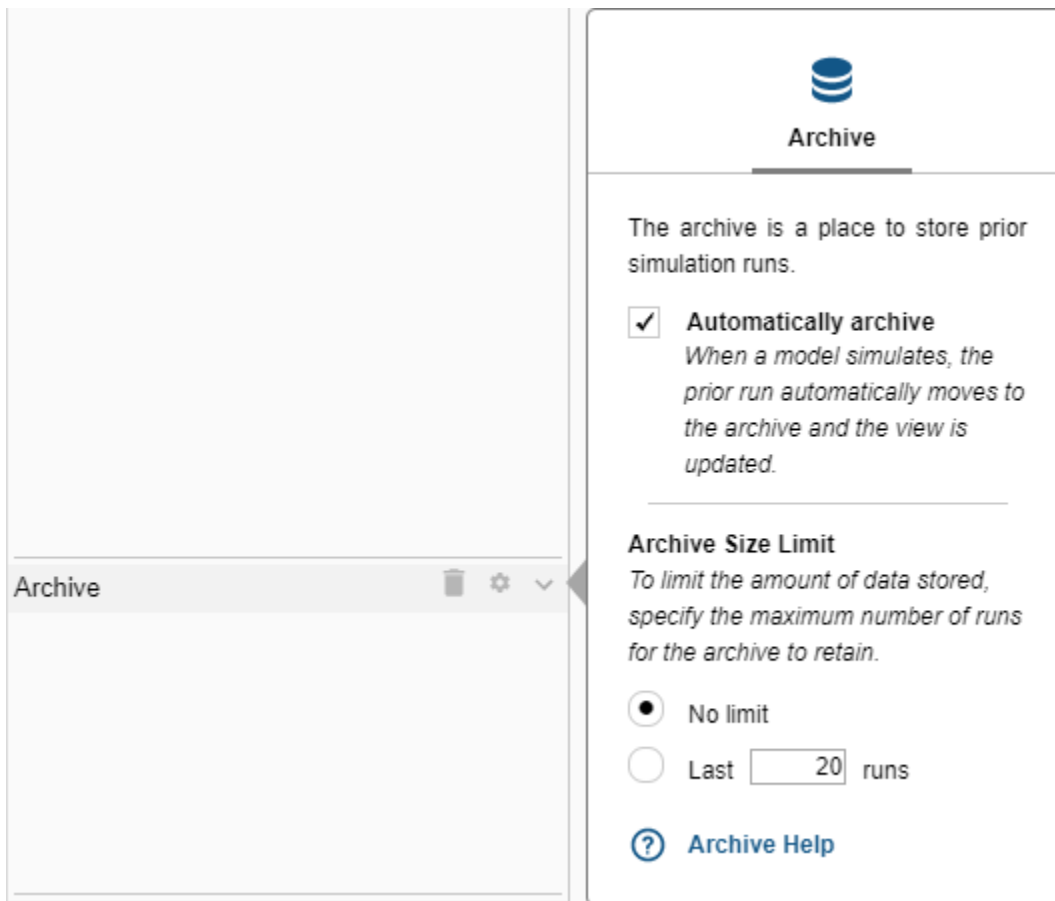 Archive
Archive
The archive is a place to store prior
simulation runs.
Automatically archive
When a model simulates, the
prior run automatically moves to
the archive and the view is
updated.
Archive Size Limit
To limit the amount of data stored,
specify the maximum number of runs
for the archive to retain.
No limit
Last 20 runs
? Archive Help